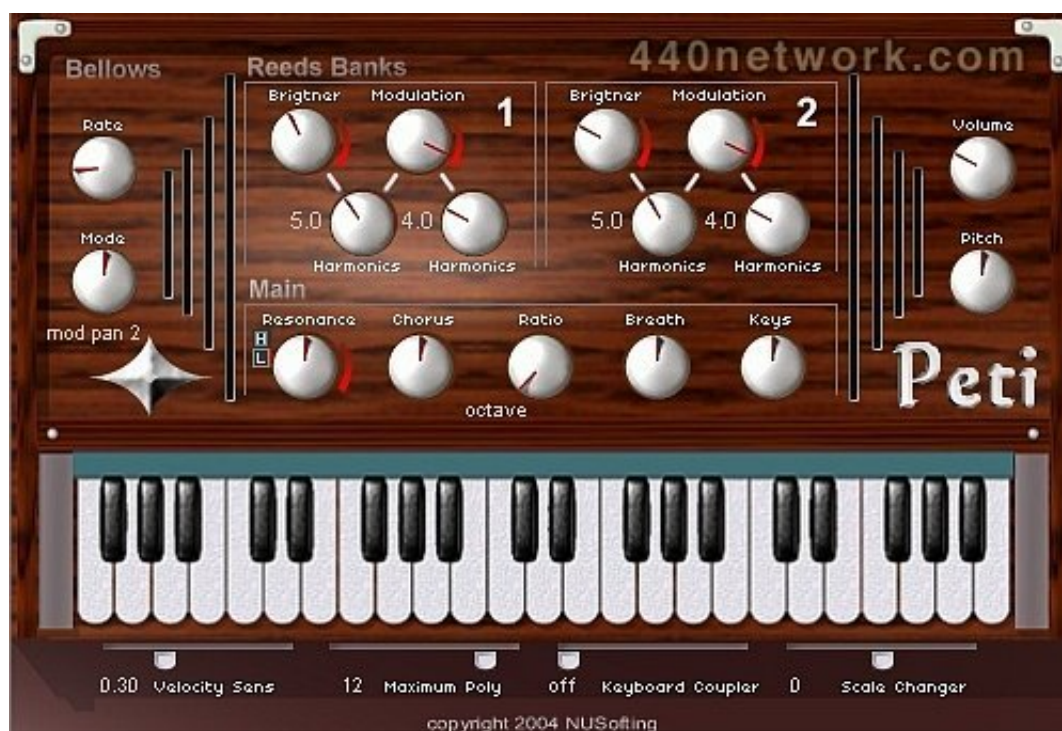 440network.com
Bellows
Reeds Banks
Brigtner Modulation 1
Brigtner Modulation 2
Rate
Volume
5.0 4.0
5.0 4.0
Mode
Pitch
Harmonics Harmonics
Harmonics Harmonics
Main
mod pan 2
Resonance Chorus Ratio Breath Keys
H
L
octave
Peti
0.30 Velocity Sens
12 Maximum Poly
off Keyboard Coupler
0 Scale Changer
copyright 2004 NUSofting